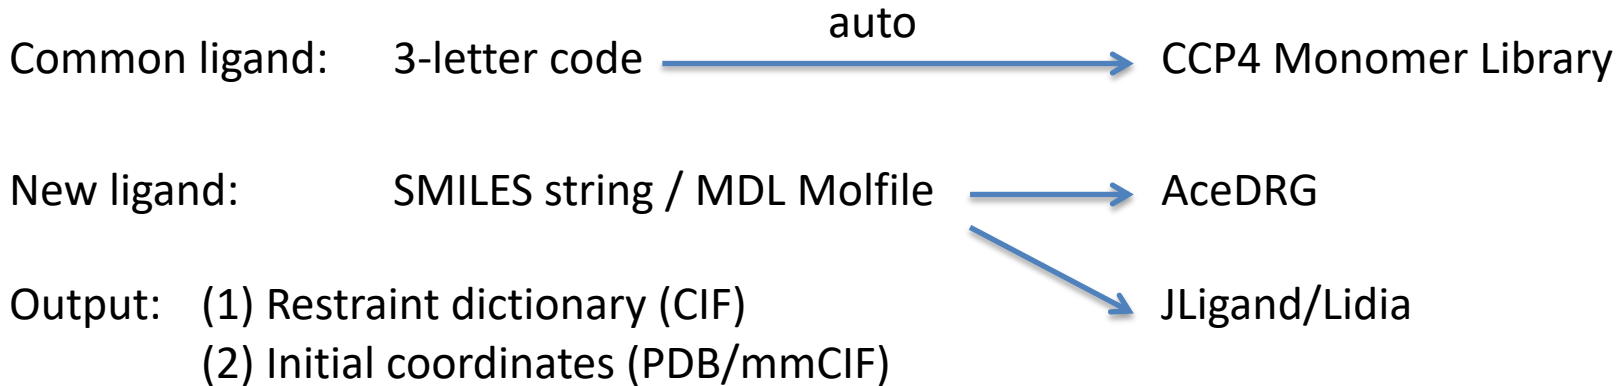 auto
Common ligand: 3-letter code CCP4 Monomer Library
New ligand: SMILES string / MDL Molfile AceDRG
Output: (1) Restraint dictionary (CIF) JLigand/Lidia
(2) Initial coordinates (PDB/mmCIF)